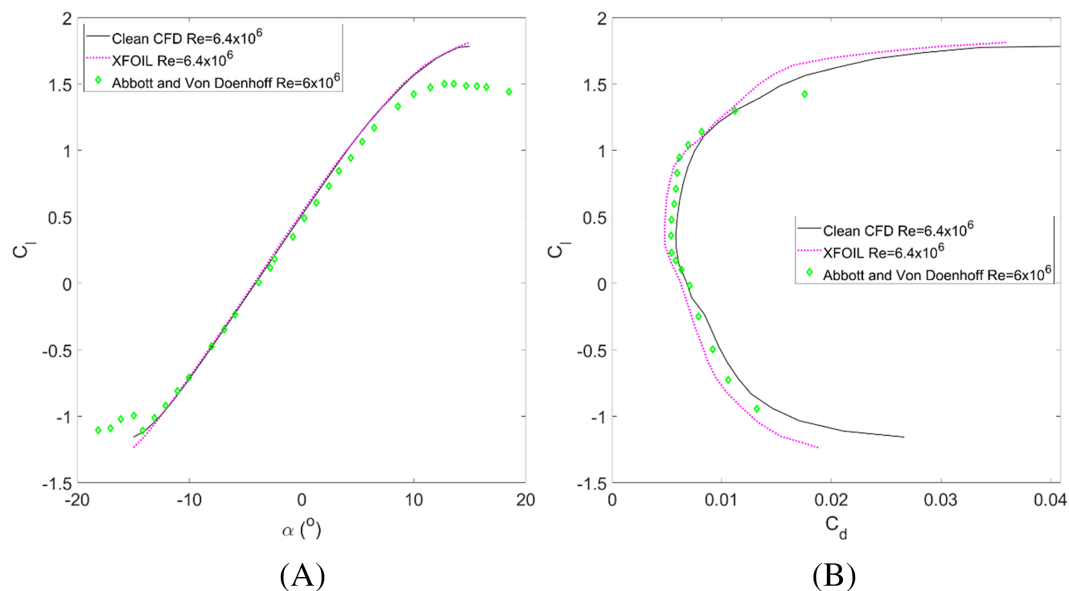 2
1.5
1
0.5
0
-0.5
-1
-1.5
C_l
-20
-10
0
10
20
α (°)
Clean CFD Re=6.4x10^6
XFOIL Re=6.4x10^6
Abbott and Von Doenhoff Re=6x10^6
(A)
2
1.5
1
0.5
0
-0.5
-1
-1.5
C_l
0
0.01
0.02
0.03
0.04
C_d
Clean CFD Re=6.4x10^6
XFOIL Re=6.4x10^6
Abbott and Von Doenhoff Re=6x10^6
(B)